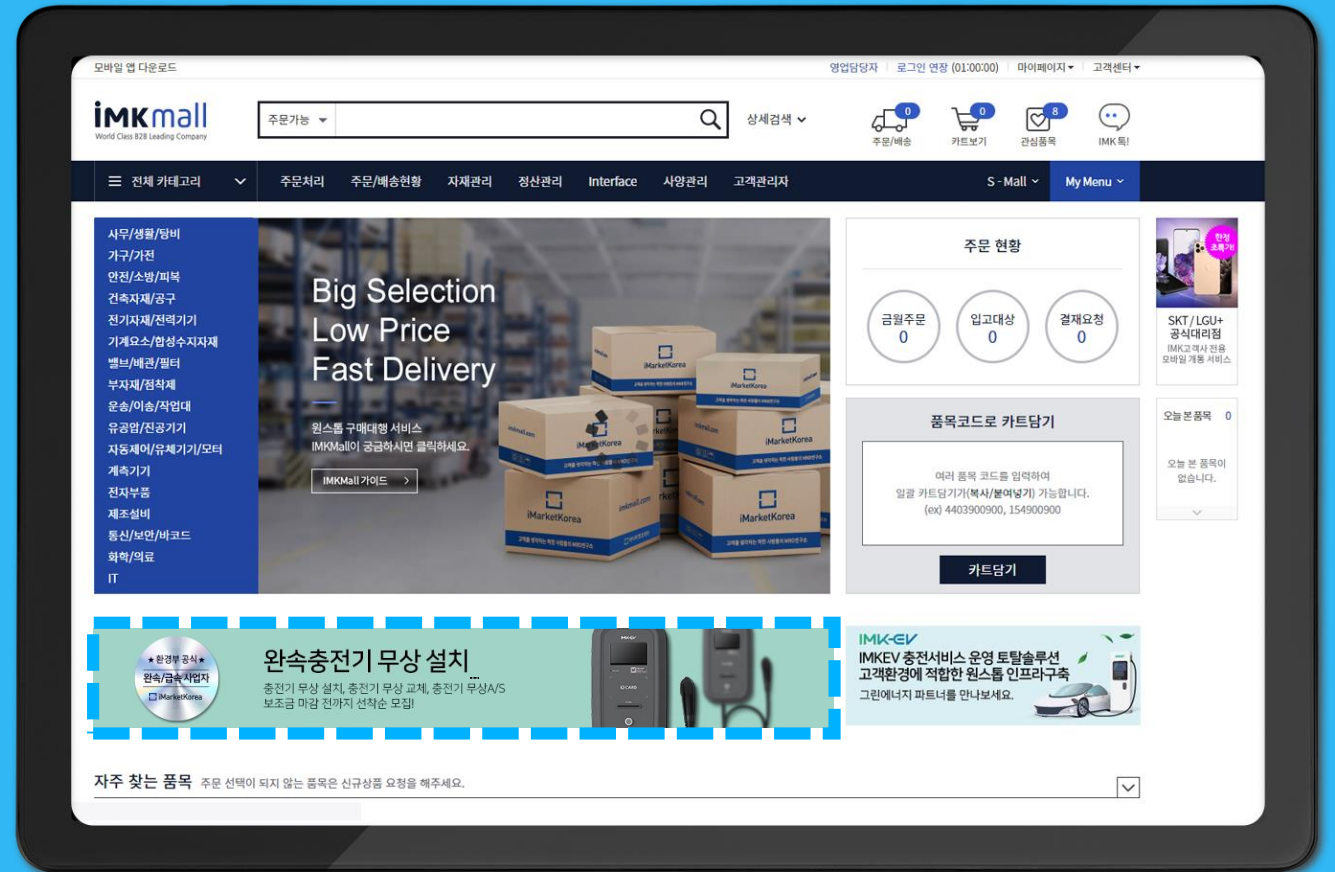 모바일 앱 다운로드
영업담당자 로그인 연장 (01:00:00) 마이페이지 고객센터
iMKmall
World Class B2B Leading Company
주문가능
상세검색
0
주문/배송
0
카트보기
8
관심품목
IMK톡!
전체 카테고리
주문처리 주문/배송현황 자재관리 정산관리 Interface 사양관리 고객관리자
S - Mall
My Menu
사무/생활/탕비
가구/가전
안전/소방/피복
건축자재/공구
전기자재/전력기기
기계요소/합성수지자재
밸브/배관/필터
부자재/점착제
운송/이송/작업대
유공압/진공기기
자동제어/유체기기/모터
계측기기
전자부품
제조설비
통신/보안/바코드
화학/의료
IT
Big Selection
Low Price
Fast Delivery
원스톱 구매대행 서비스
IMKMall이 궁금하시면 클릭하세요.
IMKMall 가이드
iMarketKorea
iMarketKorea
iMarketKorea
iMarketKorea
iMarketKorea
주문 현황
금월주문
0
입고대상
0
결재요청
0
품목코드로 카트담기
여러 품목 코드를 입력하여
일괄 카트담기가(복사/붙여넣기) 가능합니다.
(ex) 4403900900, 154900900
카트담기
한정
초특가!
SKT / LGU+
공식대리점
IMK고객사 전용
모바일 개통 서비스
오늘본품목 0
오늘 본 품목이
없습니다.
★ 환경부 공식 ★
완속/급속 사업자
iMarketKorea
완속충전기 무상 설치
충전기 무상 설치, 충전기 무상 교체, 충전기 무상A/S
보조금 마감 전까지 선착순 모집!
IMK-EV
IMKEV 충전서비스 운영 토탈솔루션
고객환경에 적합한 원스톱 인프라구축
그린에너지 파트너를 만나보세요.
자주 찾는 품목 주문 선택이 되지 않는 품목은 신규상품 요청을 해주세요.